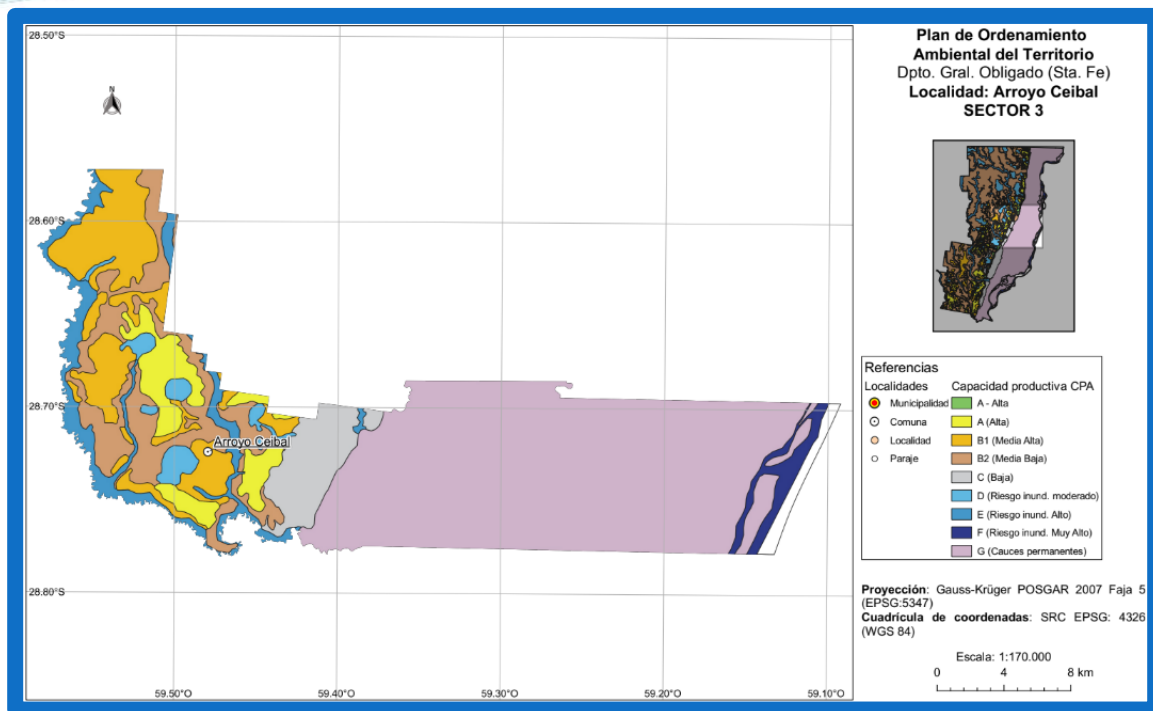 28.50°S
28.60°S
28.70°S
28.80°S
59.50°O
59.40°O
59.30°O
59.20°O
59.10°O
N
Arroyo Ceibal
Plan de Ordenamiento
Ambiental del Territorio
Dpto. Gral. Obligado (Sta. Fe)
Localidad: Arroyo Ceibal
SECTOR 3
Referencias
Localidades
Municipalidad
Comuna
Localidad
Paraje
Capacidad productiva CPA
A - Alta
A (Alta)
B1 (Media Alta)
B2 (Media Baja)
C (Baja)
D (Riesgo inund. moderado)
E (Riesgo inund. Alto)
F (Riesgo inund. Muy Alto)
G (Cauces permanentes)
Proyección: Gauss-Krüger POSGAR 2007 Faja 5
(EPSG:5347)
Cuadrícula de coordenadas: SRC EPSG: 4326
(WGS 84)
Escala: 1:170.000
0 4 8 km